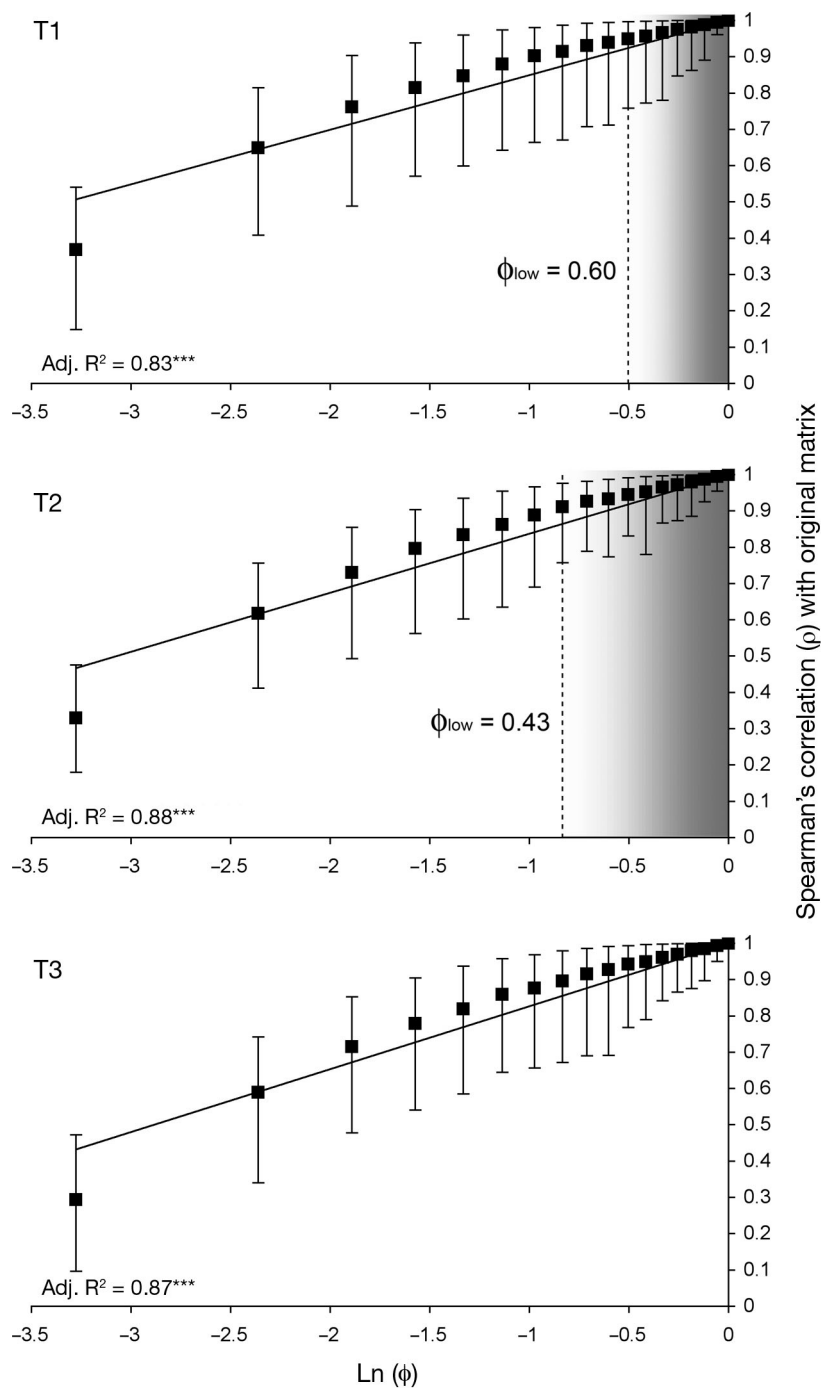 T1
1
0.9
0.8
0.7
0.6
0.5
0.4
0.3
0.2
0.1
0
ϕlow = 0.60
Adj. R² = 0.83***
−3.5 −3 −2.5 −2 −1.5 −1 −0.5 0
T2
1
0.9
0.8
0.7
0.6
0.5
0.4
0.3
0.2
0.1
0
ϕlow = 0.43
Adj. R² = 0.88***
−3.5 −3 −2.5 −2 −1.5 −1 −0.5 0
T3
1
0.9
0.8
0.7
0.6
0.5
0.4
0.3
0.2
0.1
0
Adj. R² = 0.87***
−3.5 −3 −2.5 −2 −1.5 −1 −0.5 0
Ln (ϕ)
Spearman's correlation (ρ) with original matrix